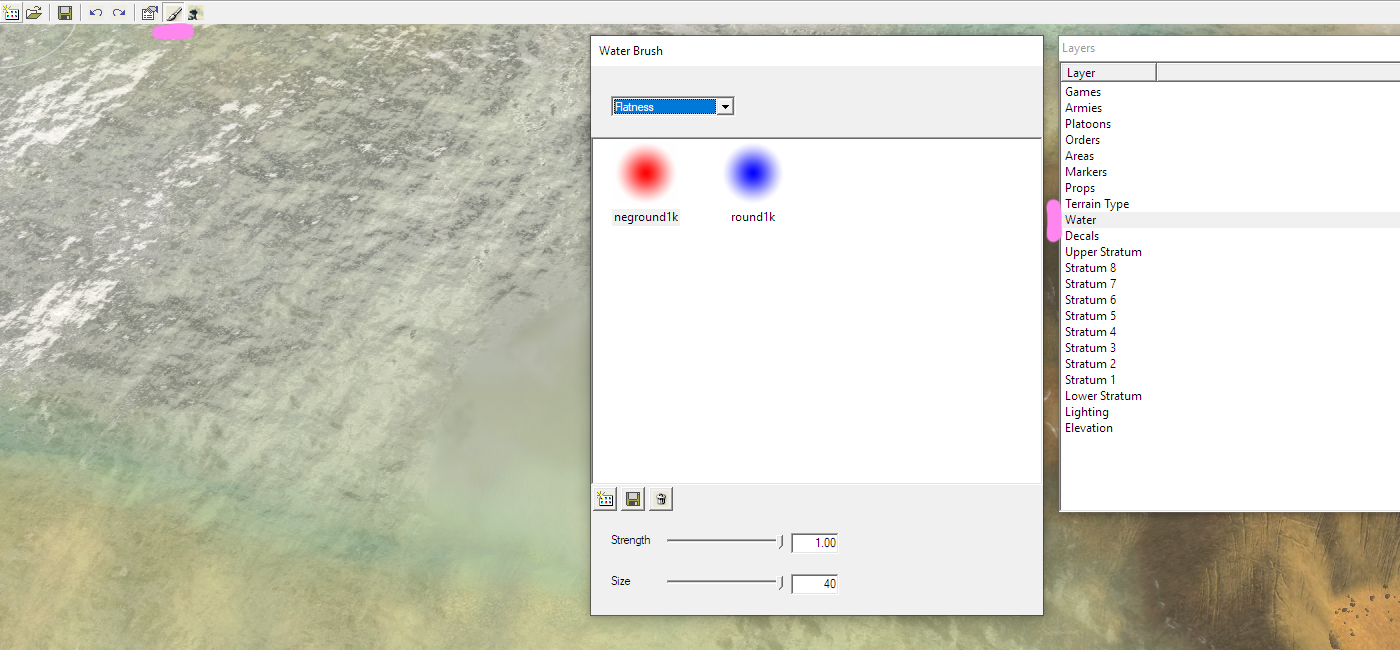 Water Brush
Flatness
neground1k
round1k
Strength
1.00
Size
40
Layers
Layer
Games
Armies
Platoons
Orders
Areas
Markers
Props
Terrain Type
Water
Decals
Upper Stratum
Stratum 8
Stratum 7
Stratum 6
Stratum 5
Stratum 4
Stratum 3
Stratum 2
Stratum 1
Lower Stratum
Lighting
Elevation